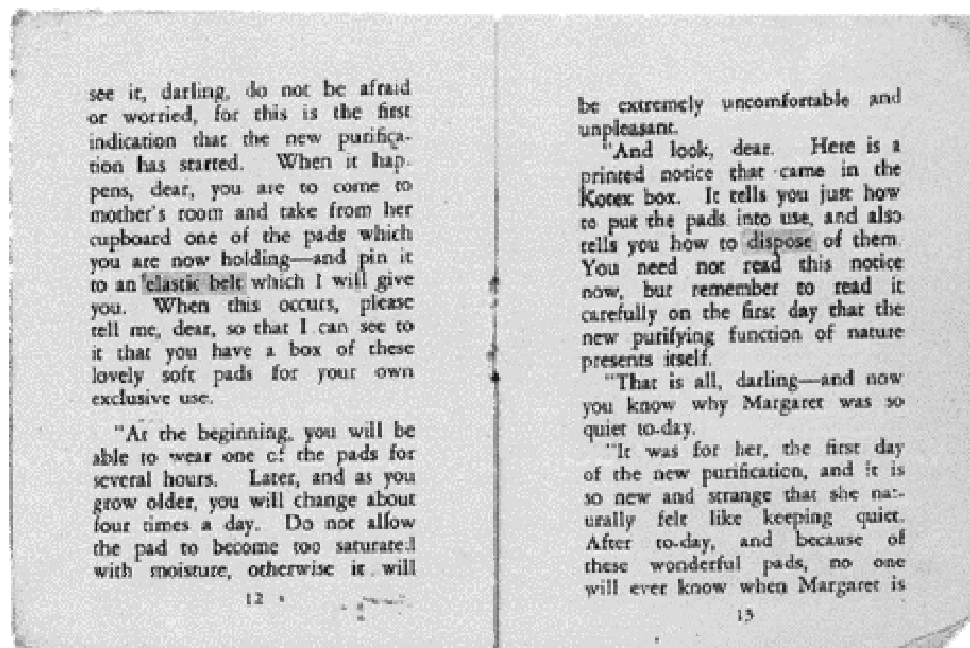 see it, darling, do not be afraid
or worried, for this is the first
indication that the new purifica-
tion has started. When it hap-
pens, dear, you are to come to
mother's room and take from her
cupboard one of the pads which
you are now holding—and pin it
to an elastic belt which I will give
you. When this occurs, please
tell me, dear, so that I can see to
it that you have a box of these
lovely soft pads for your own
exclusive use.
"At the beginning, you will be
able to wear one of the pads for
several hours. Later, and as you
grow older, you will change about
four times a day. Do not allow
the pad to become too saturated
with moisture, otherwise it will
12
be extremely uncomfortable and
unpleasant.
"And look, dear. Here is a
printed notice that came in the
Kotex box. It tells you just how
to put the pads into use, and also
tells you how to dispose of them.
You need not read this notice
now, but remember to read it
carefully on the first day that the
new purifying function of nature
presents itself.
"That is all, darling—and now
you know why Margaret was so
quiet to-day.
"It was for her, the first day
of the new purification, and it is
so new and strange that she nat-
urally felt like keeping quiet.
After to-day, and because of
these wonderful pads, no one
will ever know when Margaret is
13